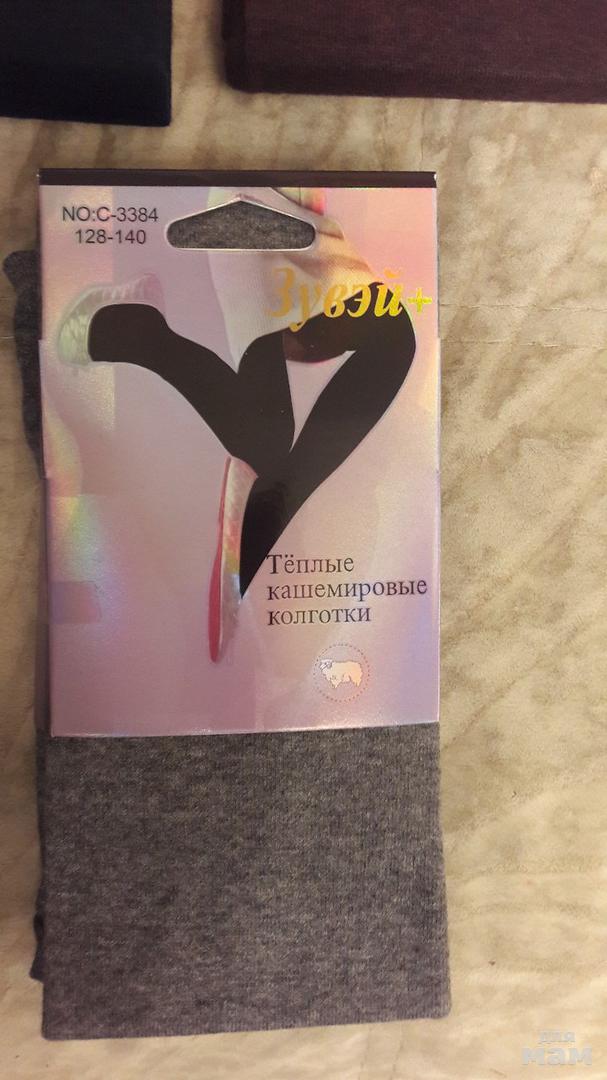 NO:C-3384
128-140
Зувэй+
Тёплые
кашемировые
колготки
для
мам